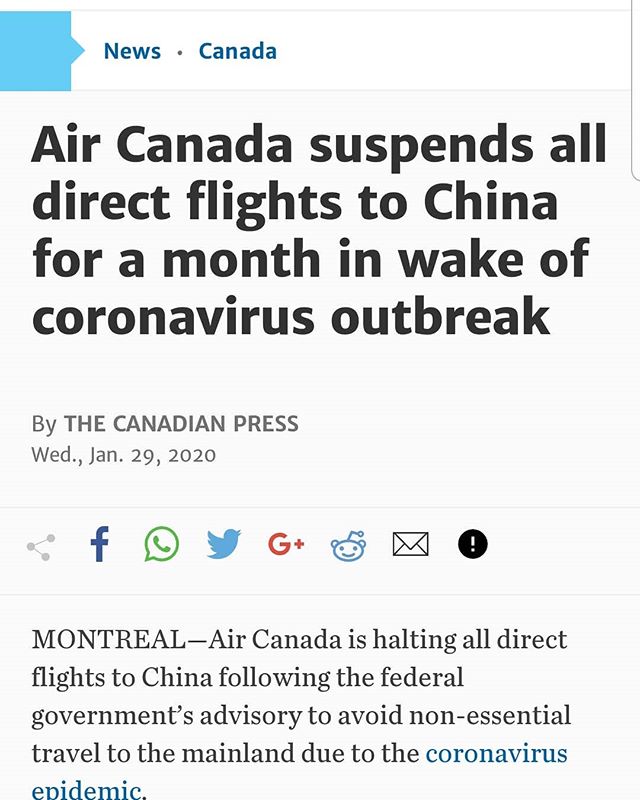 News • Canada
Air Canada suspends all
direct flights to China
for a month in wake of
coronavirus outbreak
By THE CANADIAN PRESS
Wed., Jan. 29, 2020
f G+ !
MONTREAL—Air Canada is halting all direct
flights to China following the federal
government's advisory to avoid non-essential
travel to the mainland due to the coronavirus
epidemic.